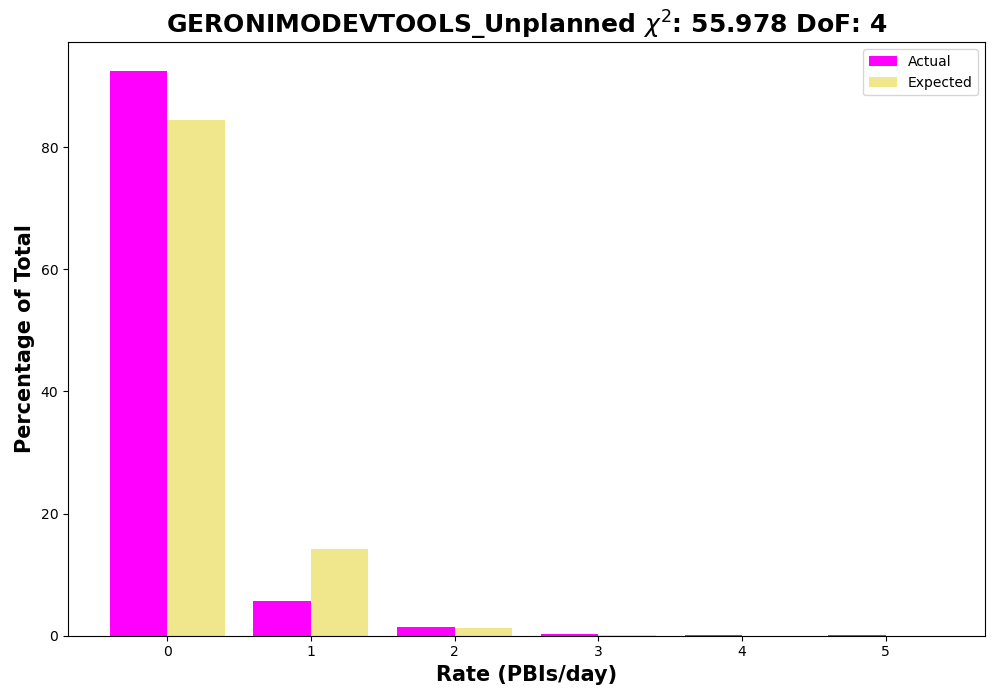 GERONIMODEVTOOLS_Unplanned χ²: 55.978 DoF: 4
Actual
Expected
Percentage of Total
80
60
40
20
0
0 1 2 3 4 5
Rate (PBIs/day)